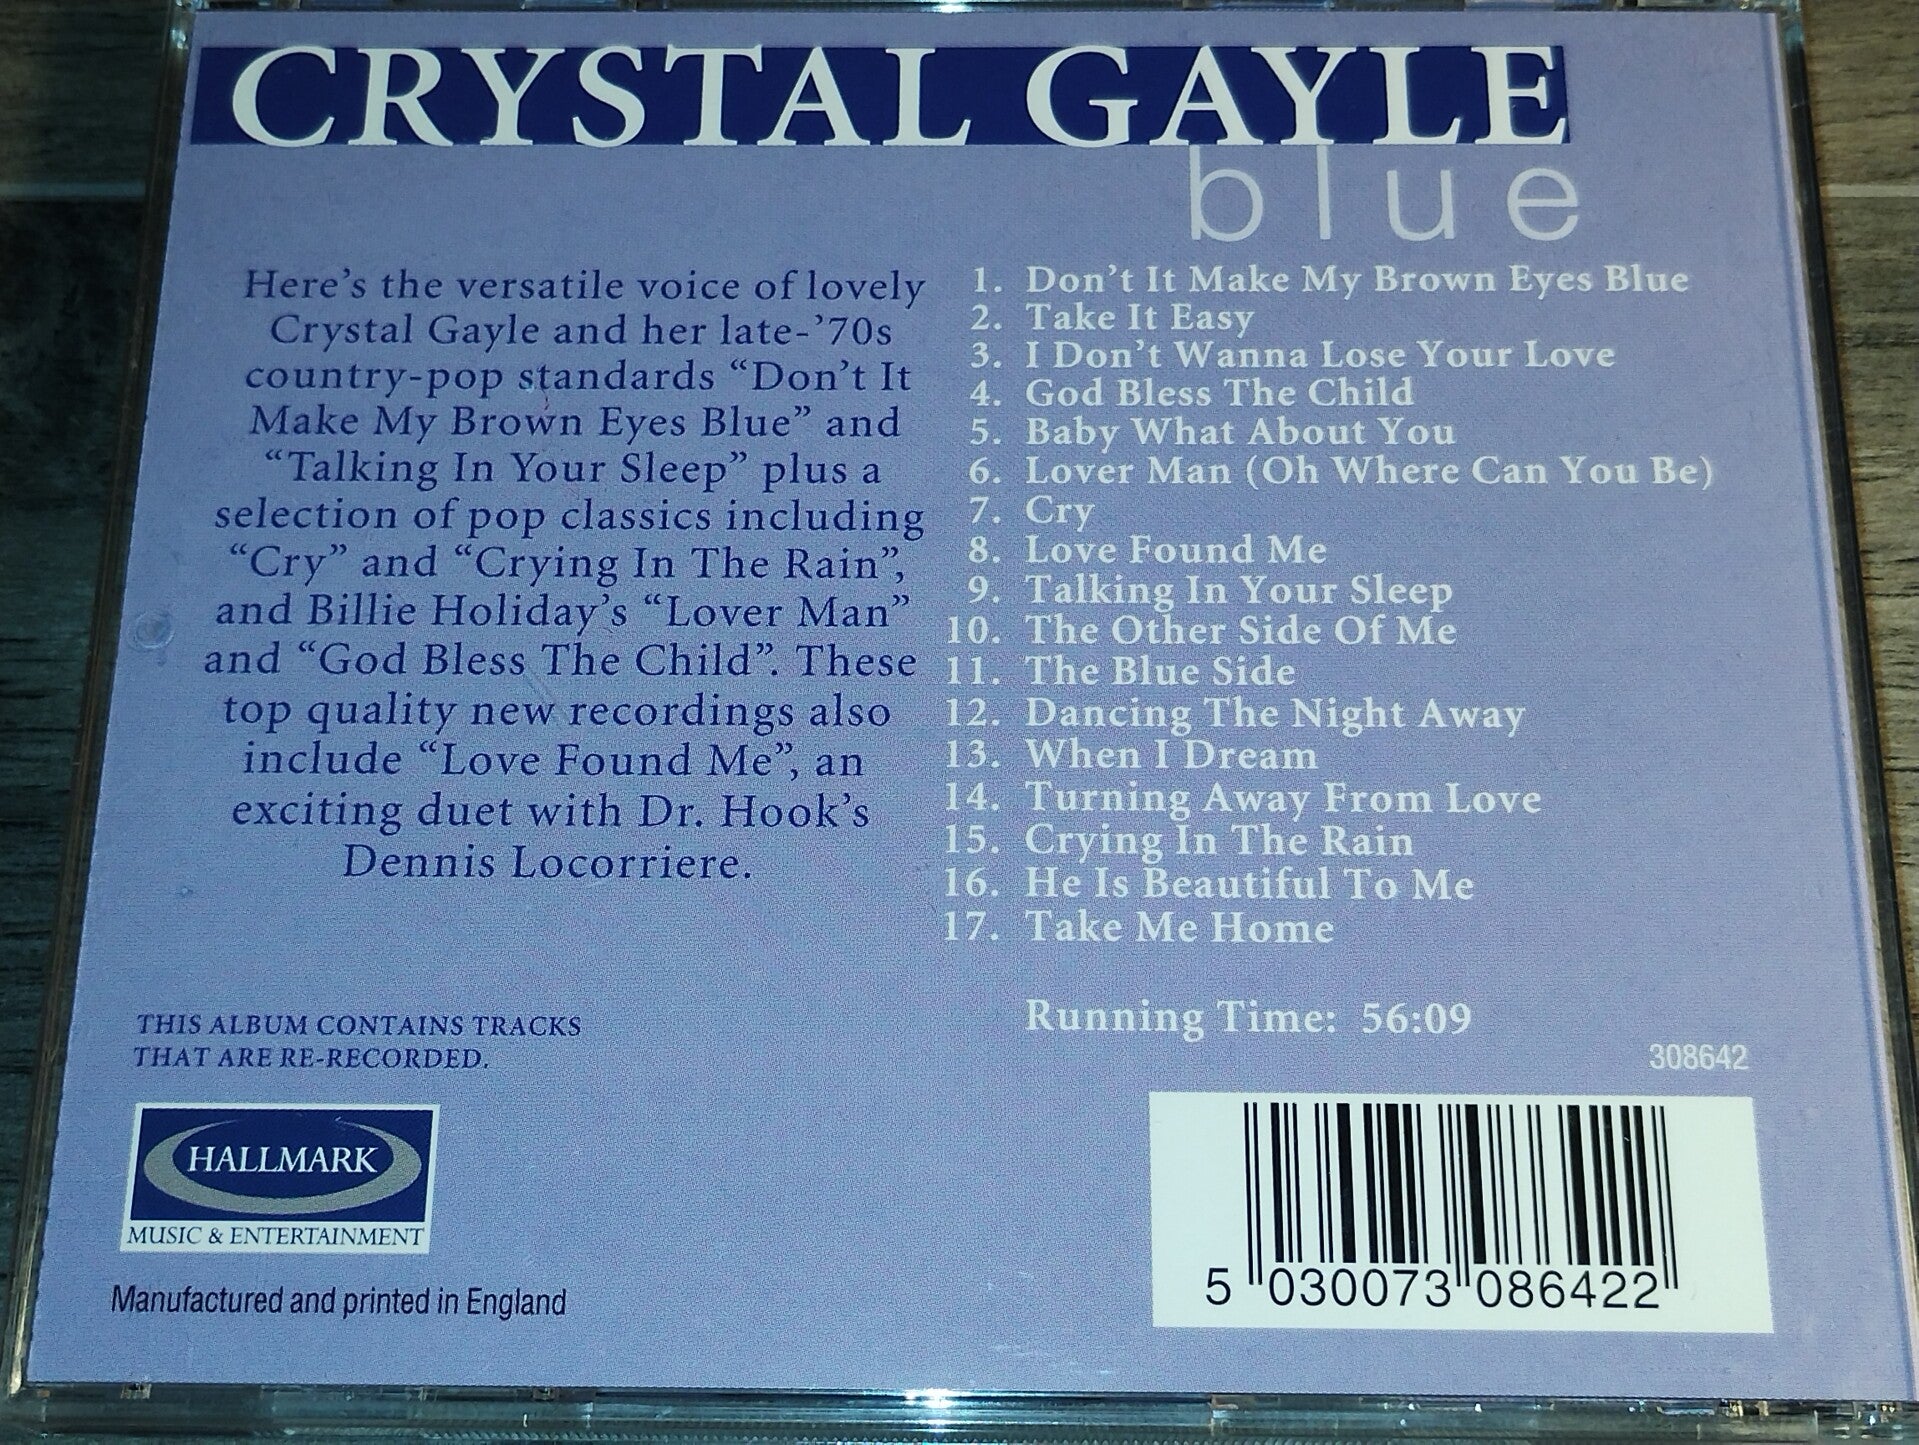 CRYSTAL GAYLE
blue
Here's the versatile voice of lovely
Crystal Gayle and her late-'70s
country-pop standards “Don't It
Make My Brown Eyes Blue” and
“Talking In Your Sleep” plus a
selection of pop classics including
“Cry” and “Crying In The Rain”,
and Billie Holiday's “Lover Man”
and “God Bless The Child”. These
top quality new recordings also
include “Love Found Me”, an
exciting duet with Dr. Hook's
Dennis Locorriere.
1. Don't It Make My Brown Eyes Blue
2. Take It Easy
3. I Don't Wanna Lose Your Love
4. God Bless The Child
5. Baby What About You
6. Lover Man (Oh Where Can You Be)
7. Cry
8. Love Found Me
9. Talking In Your Sleep
10. The Other Side Of Me
11. The Blue Side
12. Dancing The Night Away
13. When I Dream
14. Turning Away From Love
15. Crying In The Rain
16. He Is Beautiful To Me
17. Take Me Home
Running Time: 56:09
308642
THIS ALBUM CONTAINS TRACKS
THAT ARE RE-RECORDED.
HALLMARK
MUSIC & ENTERTAINMENT
Manufactured and printed in England
5 030073 086422